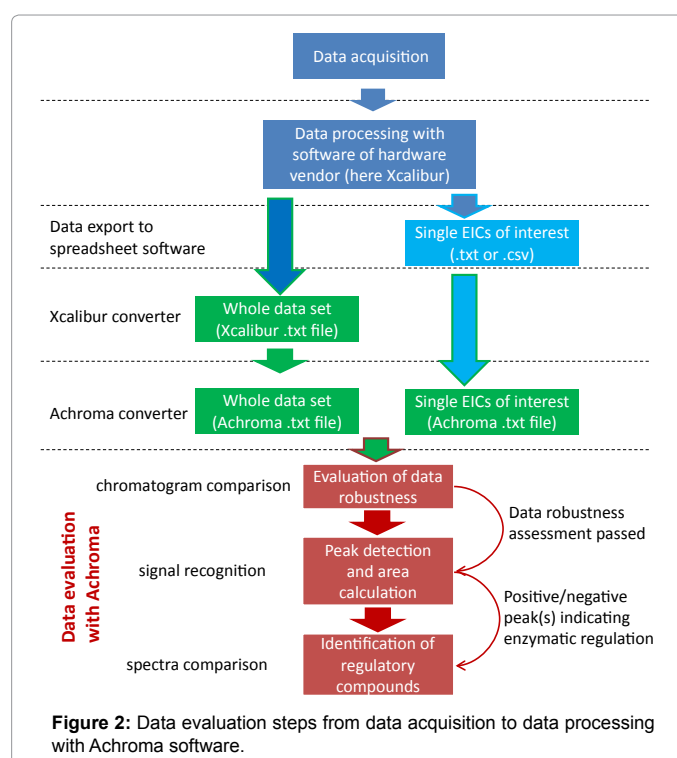 Data acquisition
Data processing with
software of hardware
vendor (here Xcalibur)
Data export to
spreadsheet software
Single EICs of interest
(.txt or .csv)
Xcalibur converter
Whole data set
(Xcalibur .txt file)
Achroma converter
Whole data set
(Achroma .txt file)
Single EICs of interest
(Achroma .txt file)
Data evaluation
with Achroma
chromatogram comparison
Evaluation of data
robustness
Data robustness
assessment passed
signal recognition
Peak detection
and area
calculation
Positive/negative
peak(s) indicating
enzymatic regulation
spectra comparison
Identification of
regulatory
compounds
Figure 2: Data evaluation steps from data acquisition to data processing
with Achroma software.